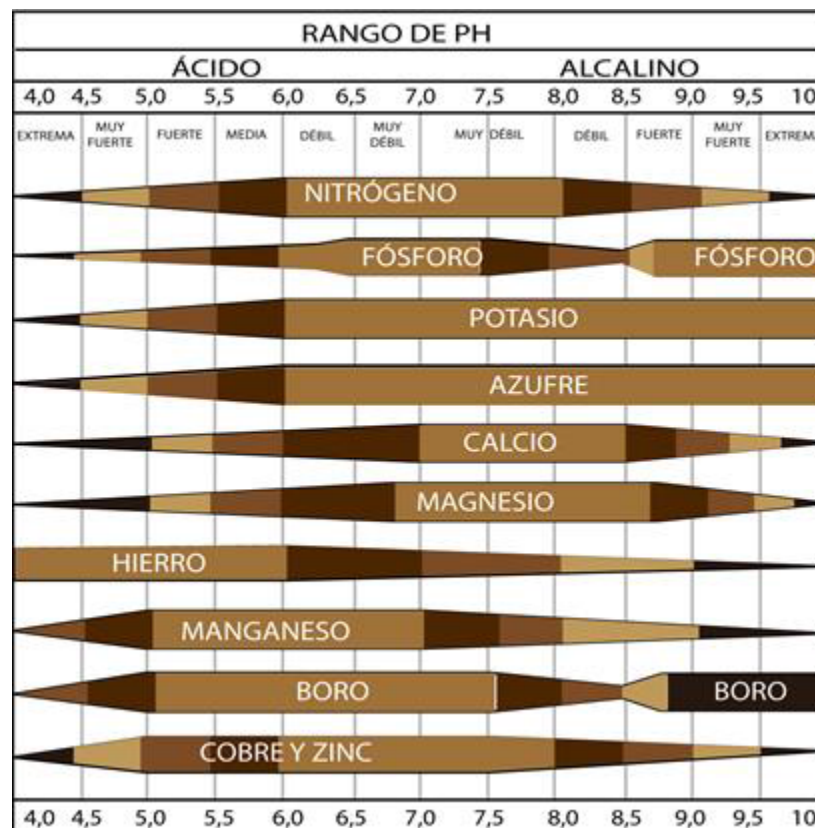 RANGO DE PH
ÁCIDO ALCALINO
4,0 4,5 5,0 5,5 6,0 6,5 7,0 7,5 8,0 8,5 9,0 9,5 10
EXTREMA MUY FUERTE FUERTE MEDIA DÉBIL MUY DÉBIL MUY DÉBIL DÉBIL FUERTE MUY FUERTE EXTREMA
NITRÓGENO
FÓSFORO FÓSFORO
POTASIO
AZUFRE
CALCIO
MAGNESIO
HIERRO
MANGANESO
BORO BORO
COBRE Y ZINC
4,0 4,5 5,0 5,5 6,0 6,5 7,0 7,5 8,0 8,5 9,0 9,5 10